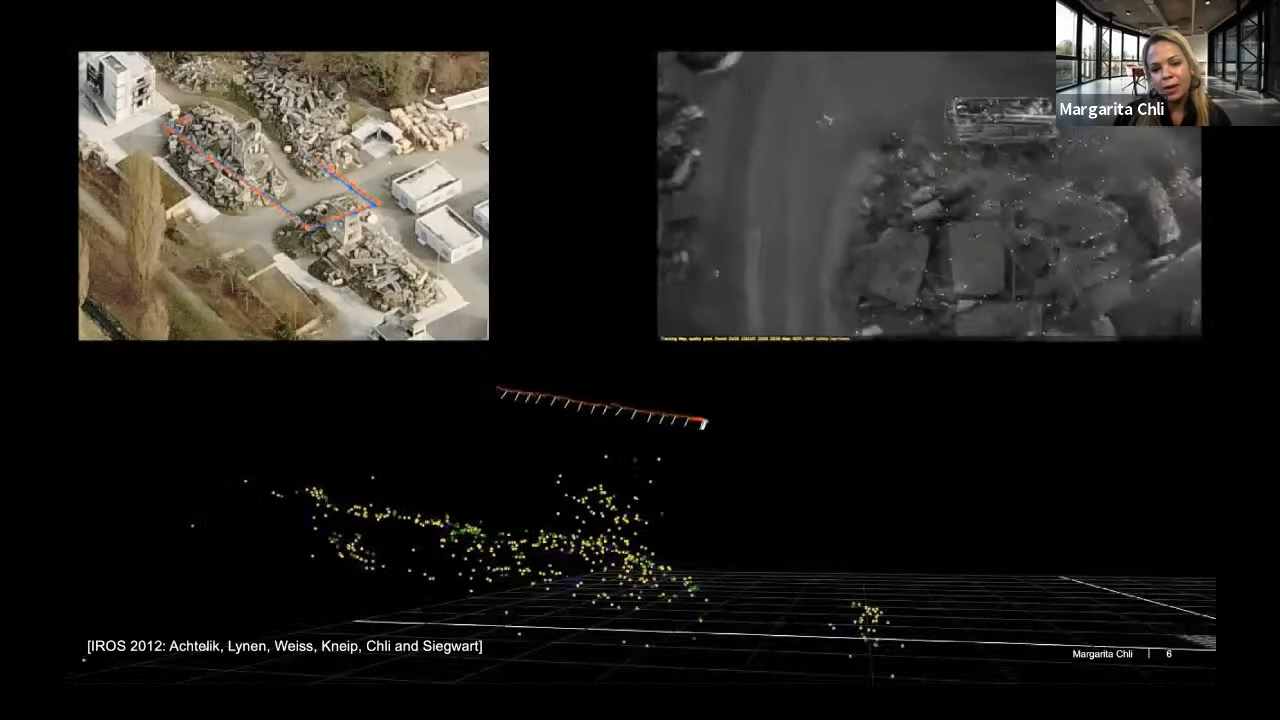 Margarita Chli
[IROS 2012: Achtelik, Lynen, Weiss, Kneip, Chli and Siegwart]
Margarita Chli | 6